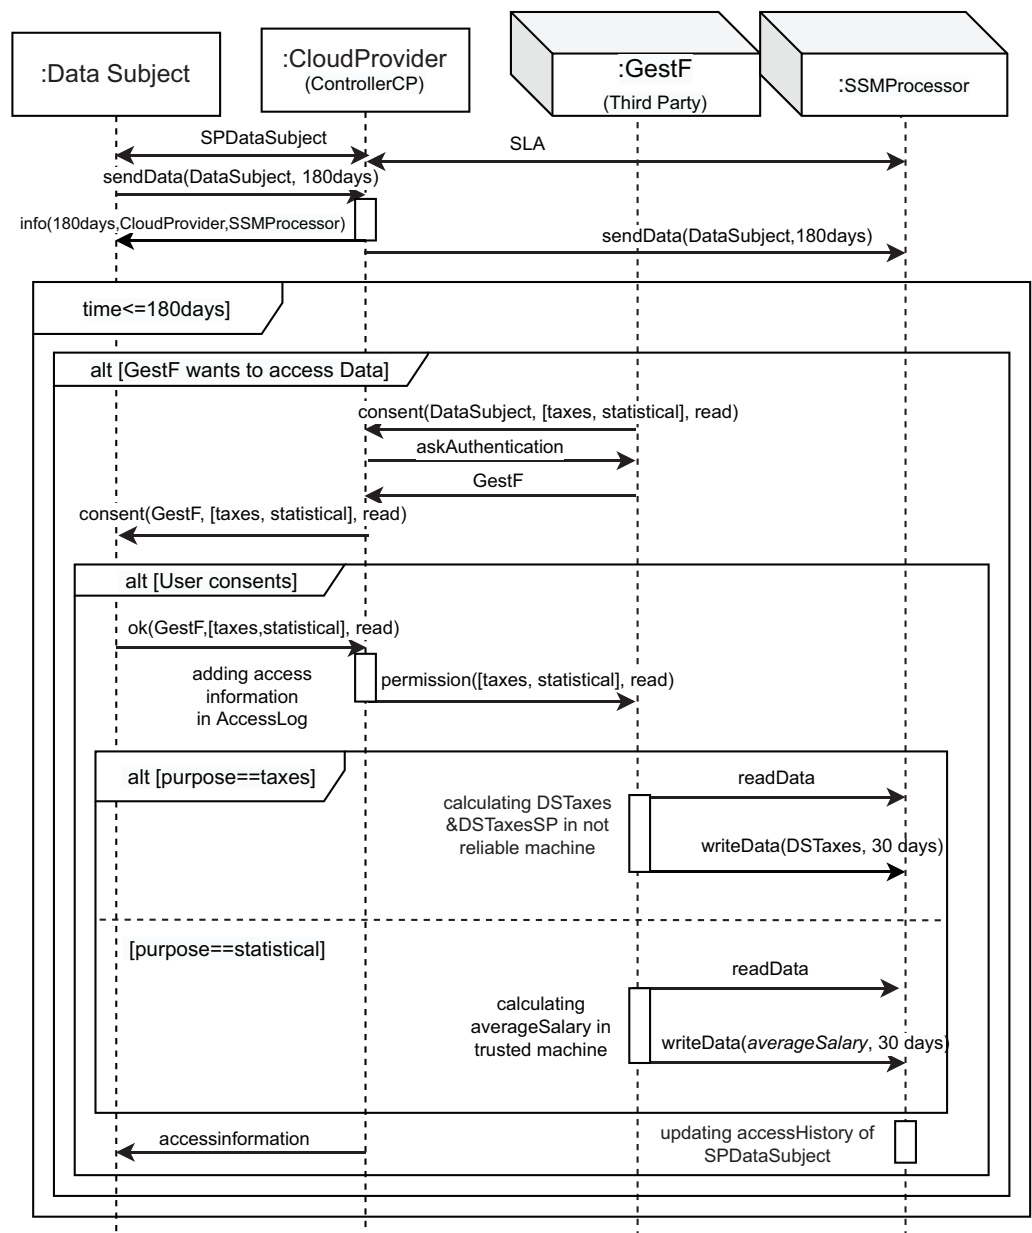 :Data Subject
:CloudProvider
(ControllerCP)
:GestF
(Third Party)
:SSMProcessor
SPDataSubject
SLA
sendData(DataSubject, 180days)
info(180days,CloudProvider,SSMProcessor)
sendData(DataSubject,180days)
time<=180days]
alt [GestF wants to access Data]
consent(DataSubject, [taxes, statistical], read)
askAuthentication
GestF
consent(GestF, [taxes, statistical], read)
alt [User consents]
ok(GestF,[taxes,statistical], read)
adding access
information
in AccessLog
permission([taxes, statistical], read)
alt [purpose==taxes]
readData
calculating DSTaxes
&DSTaxesSP in not
reliable machine
writeData(DSTaxes, 30 days)
[purpose==statistical]
readData
calculating
averageSalary in
trusted machine
writeData(averageSalary, 30 days)
accessinformation
updating accessHistory of
SPDataSubject